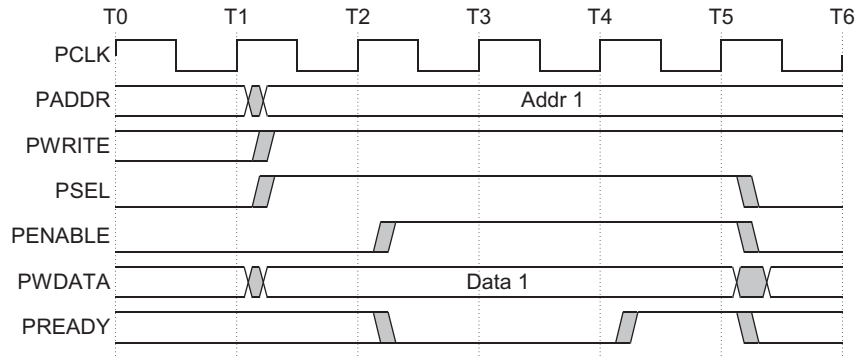 T0 T1 T2 T3 T4 T5 T6
PCLK
PADDR Addr 1
PWRITE
PSEL
PENABLE
PWDATA Data 1
PREADY